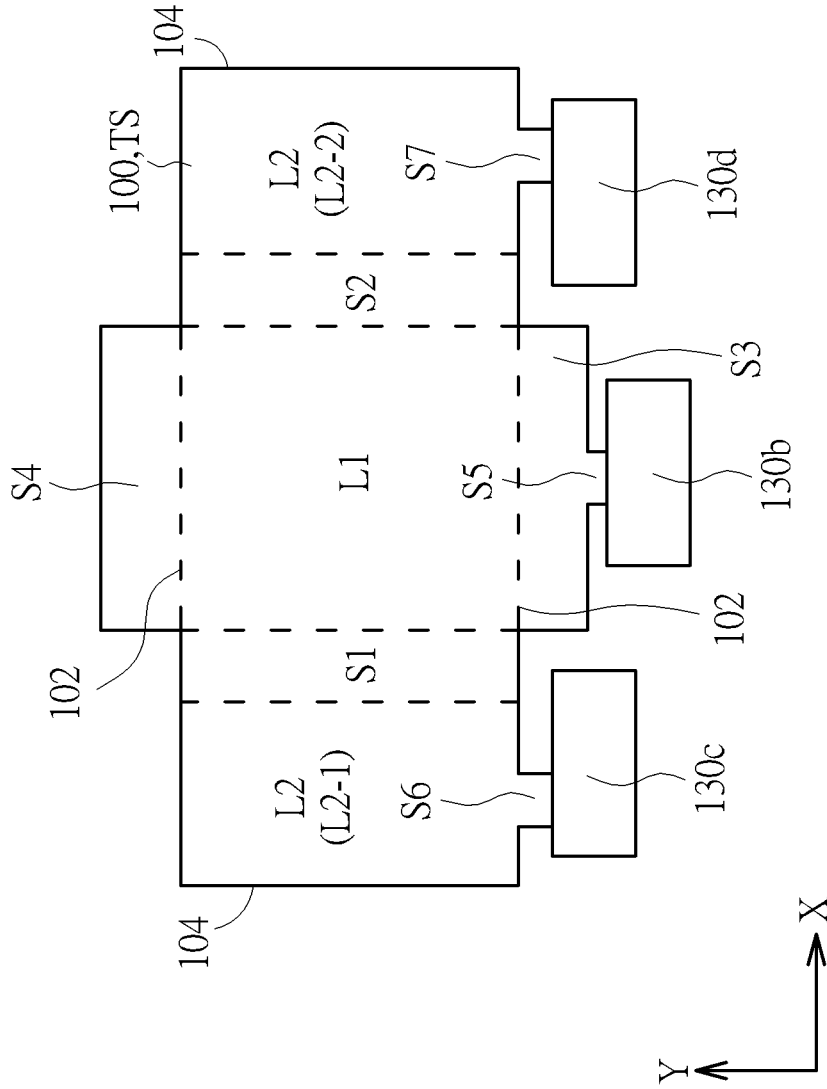 S4
102
100,TS
104
104
L2
(L2-1)
S1
L1
S2
L2
(L2-2)
S6
S5
S7
Y
130c
102
130b
S3
130d
X